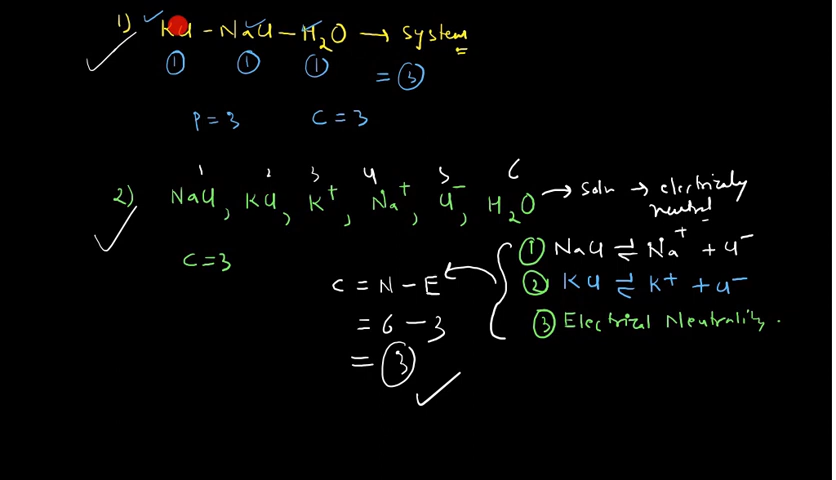 1) KCl - NaCl - H₂O → System
① ① ① = ③
P = 3 C = 3
1 2 3 4 5 6
2) NaCl, KCl, K⁺, Na⁺, Cl⁻, H₂O → Soln → electrically neutral
① NaCl ⇌ Na⁺ + Cl⁻
C = 3
② KCl ⇌ K⁺ + Cl⁻
C = N - E
③ Electrical Neutrality.
= 6 - 3
= ③